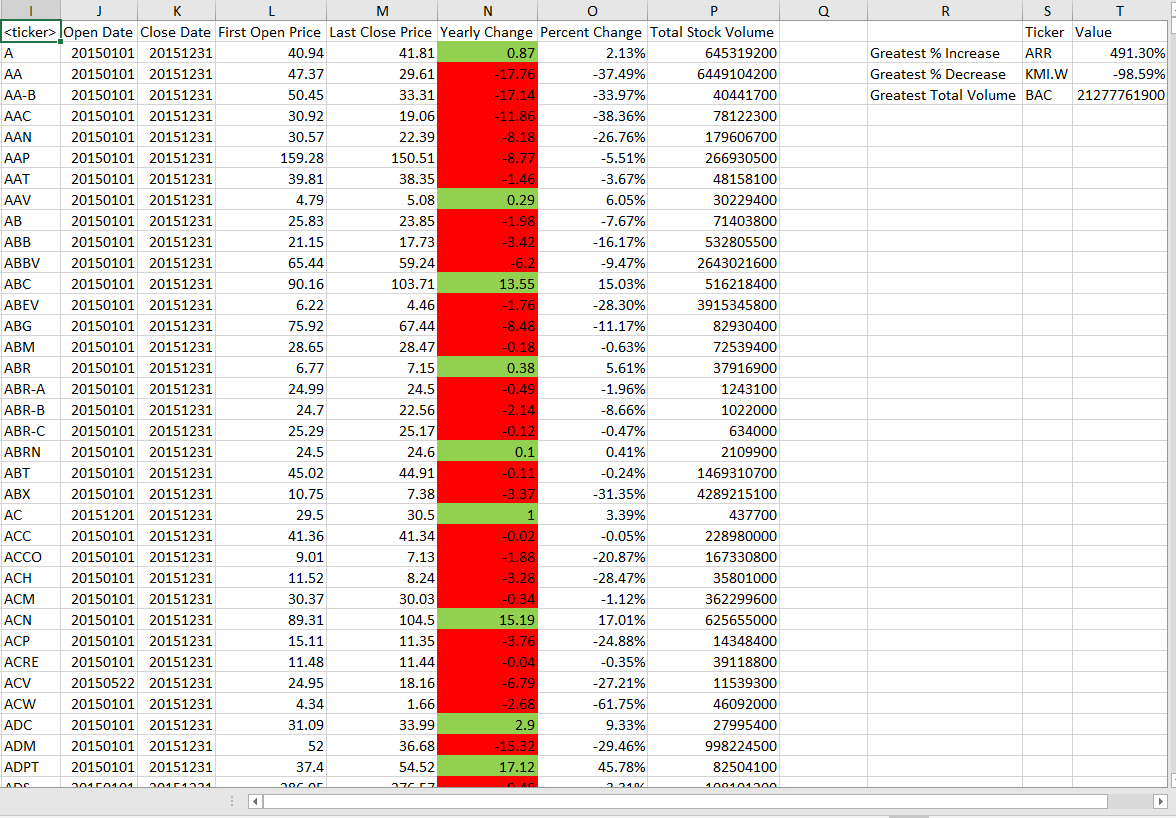 I J K L M N O P Q R S T
<ticker> Open Date Close Date First Open Price Last Close Price Yearly Change Percent Change Total Stock Volume Ticker Value
A 20150101 20151231 40.94 41.81 0.87 2.13% 645319200 Greatest % Increase ARR 491.30%
AA 20150101 20151231 47.37 29.61 -17.76 -37.49% 6449104200 Greatest % Decrease KMI.W -98.59%
AA-B 20150101 20151231 50.45 33.31 -17.14 -33.97% 40441700 Greatest Total Volume BAC 21277761900
AAC 20150101 20151231 30.92 19.06 -11.86 -38.36% 78122300
AAN 20150101 20151231 30.57 22.39 -8.18 -26.76% 179606700
AAP 20150101 20151231 159.28 150.51 -8.77 -5.51% 266930500
AAT 20150101 20151231 39.81 38.35 -1.46 -3.67% 48158100
AAV 20150101 20151231 4.79 5.08 0.29 6.05% 30229400
AB 20150101 20151231 25.83 23.85 -1.98 -7.67% 71403800
ABB 20150101 20151231 21.15 17.73 -3.42 -16.17% 532805500
ABBV 20150101 20151231 65.44 59.24 -6.2 -9.47% 2643021600
ABC 20150101 20151231 90.16 103.71 13.55 15.03% 516218400
ABEV 20150101 20151231 6.22 4.46 -1.76 -28.30% 3915345800
ABG 20150101 20151231 75.92 67.44 -8.48 -11.17% 82930400
ABM 20150101 20151231 28.65 28.47 -0.18 -0.63% 72539400
ABR 20150101 20151231 6.77 7.15 0.38 5.61% 37916900
ABR-A 20150101 20151231 24.99 24.5 -0.49 -1.96% 1243100
ABR-B 20150101 20151231 24.7 22.56 -2.14 -8.66% 1022000
ABR-C 20150101 20151231 25.29 25.17 -0.12 -0.47% 634000
ABRN 20150101 20151231 24.5 24.6 0.1 0.41% 2109900
ABT 20150101 20151231 45.02 44.91 -0.11 -0.24% 1469310700
ABX 20150101 20151231 10.75 7.38 -3.37 -31.35% 4289215100
AC 20151201 20151231 29.5 30.5 1 3.39% 437700
ACC 20150101 20151231 41.36 41.34 -0.02 -0.05% 228980000
ACCO 20150101 20151231 9.01 7.13 -1.88 -20.87% 167330800
ACH 20150101 20151231 11.52 8.24 -3.28 -28.47% 35801000
ACM 20150101 20151231 30.37 30.03 -0.34 -1.12% 362299600
ACN 20150101 20151231 89.31 104.5 15.19 17.01% 625655000
ACP 20150101 20151231 15.11 11.35 -3.76 -24.88% 14348400
ACRE 20150101 20151231 11.48 11.44 -0.04 -0.35% 39118800
ACV 20150522 20151231 24.95 18.16 -6.79 -27.21% 11539300
ACW 20150101 20151231 4.34 1.66 -2.68 -61.75% 46092000
ADC 20150101 20151231 31.09 33.99 2.9 9.33% 27995400
ADM 20150101 20151231 52 36.68 -15.32 -29.46% 998224500
ADPT 20150101 20151231 37.4 54.52 17.12 45.78% 82504100